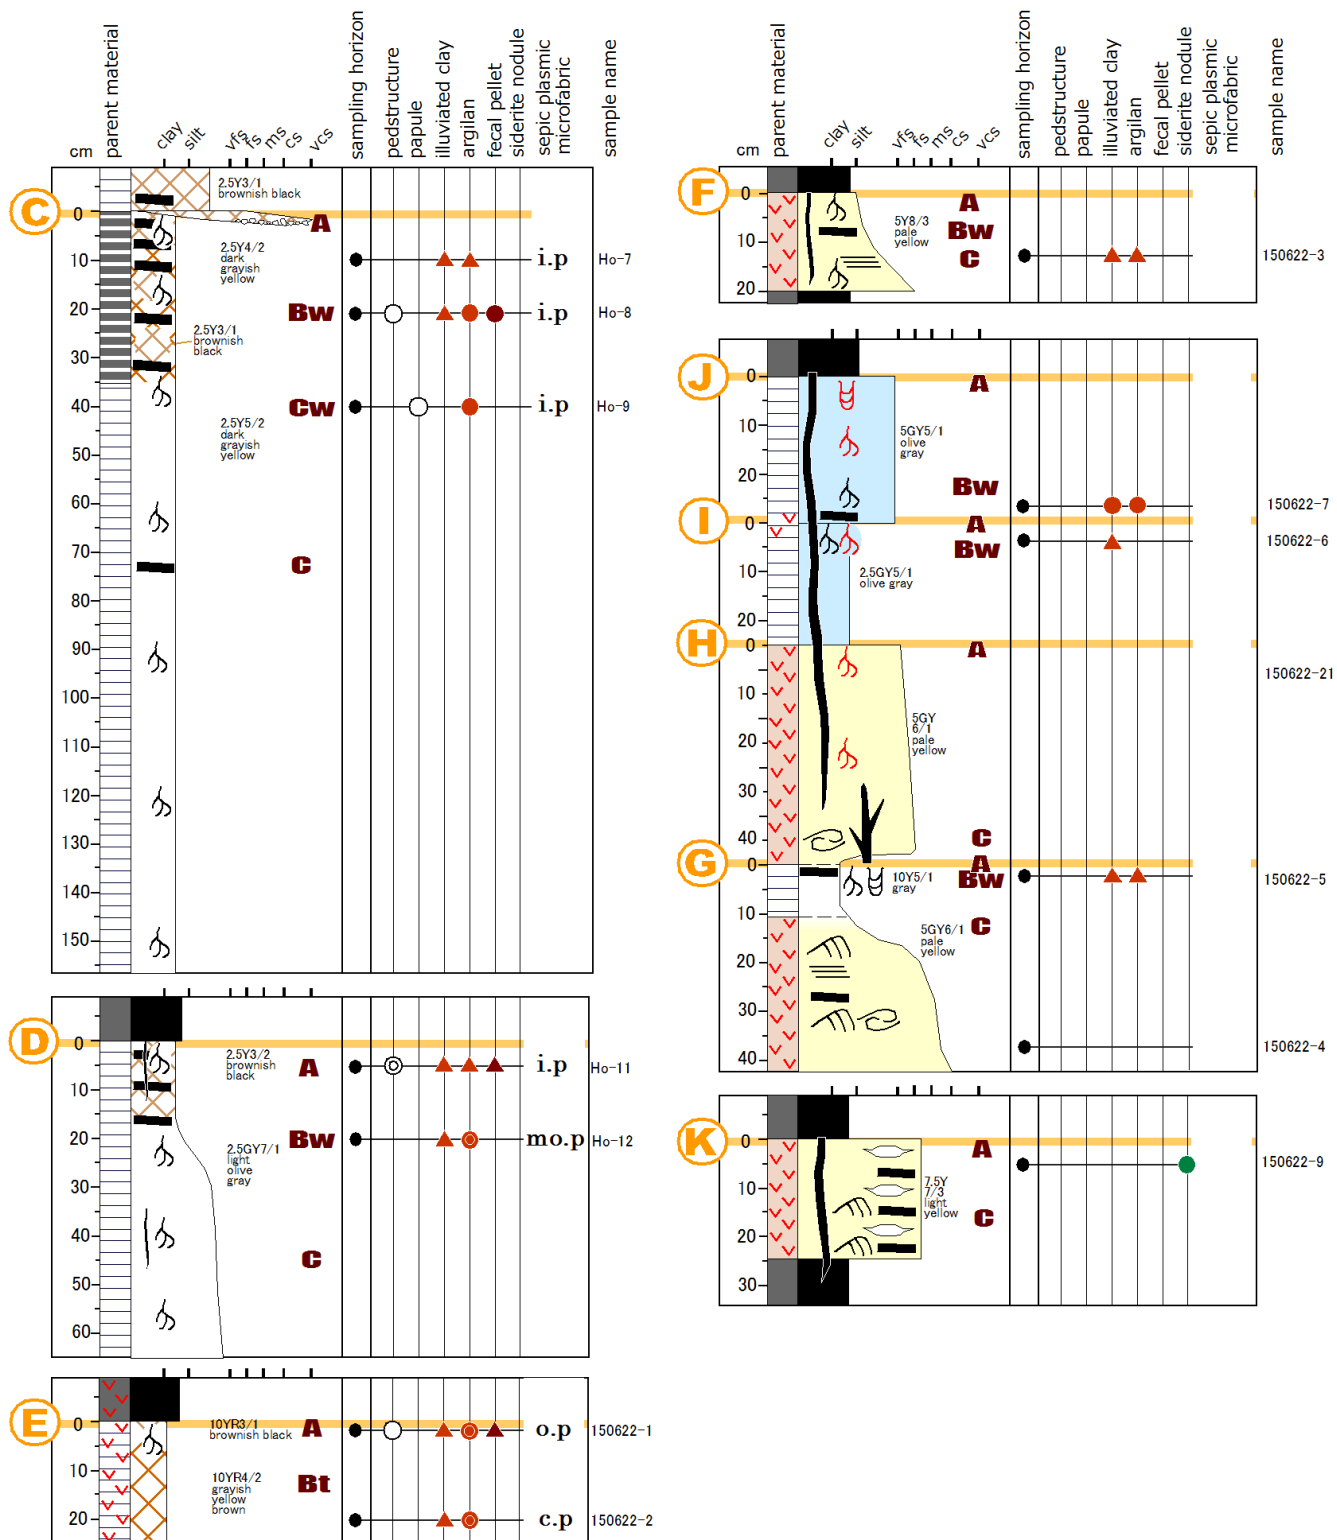 parent material
clay
silt
vfs
fs
ms
cs
vcs
sampling horizon
pedstructure
papule
illuviated clay
argilan
fecal pellet
siderite nodule
sepic plasmic
microfabric
sample name
cm
C
2.5Y3/1
brownish black
0
A
2.5Y4/2
dark
grayish
yellow
10
i.p
Ho-7
20
Bw
i.p
Ho-8
2.5Y3/1
brownish
black
30
40
Cw
i.p
Ho-9
2.5Y5/2
dark
grayish
yellow
50
60
70
C
80
90
100
110
120
130
140
150
D
0
2.5Y3/2
brownish
black
A
i.p
Ho-11
10
20
Bw
mo.p
Ho-12
2.5GY7/1
light
olive
gray
30
40
C
50
60
E
0
10YR3/1
brownish black
A
o.p
150622-1
10
10YR4/2
grayish
yellow
brown
Bt
20
c.p
150622-2
parent material
clay
silt
vfs
fs
ms
cs
vcs
sampling horizon
pedstructure
papule
illuviated clay
argilan
fecal pellet
siderite nodule
sepic plasmic
microfabric
sample name
cm
F
0
A
5Y8/3
pale
yellow
Bw
10
C
150622-3
20
J
0
A
10
5GY5/1
olive
gray
20
Bw
150622-7
I
0
A
150622-6
Bw
10
2.5GY5/1
olive gray
20
H
0
A
150622-21
10
5GY
6/1
pale
yellow
20
30
40
C
G
0
A
Bw
10Y5/1
gray
150622-5
10
C
5GY6/1
pale
yellow
20
30
150622-4
40
K
0
A
150622-9
10
7.5Y
7/3
light
yellow
C
20
30